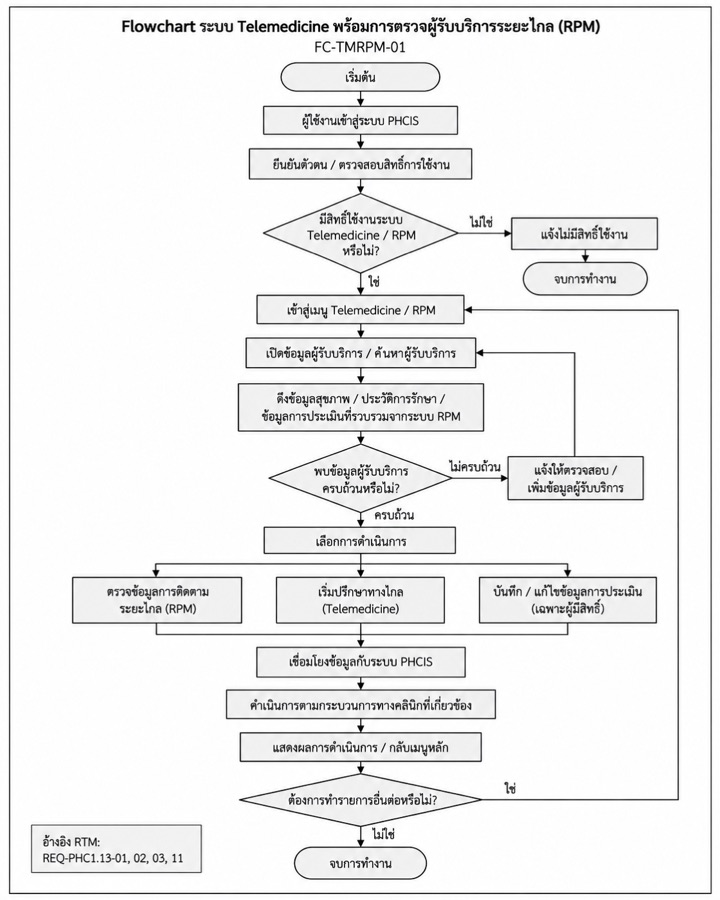 Flowchart ระบบ Telemedicine พร้อมการตรวจผู้รับบริการระยะไกล (RPM)
FC-TMRPM-01
เริ่มต้น
ผู้ใช้งานเข้าสู่ระบบ PHCIS
ยืนยันตัวตน / ตรวจสอบสิทธิ์การใช้งาน
มีสิทธิ์ใช้งานระบบ
Telemedicine / RPM
หรือไม่?
ไม่ใช่
แจ้งไม่มีสิทธิ์ใช้งาน
จบการทำงาน
ใช่
เข้าสู่เมนู Telemedicine / RPM
เปิดข้อมูลผู้รับบริการ / ค้นหาผู้รับบริการ
ดึงข้อมูลสุขภาพ / ประวัติการรักษา /
ข้อมูลการประเมินที่รวบรวมจากระบบ RPM
พบข้อมูลผู้รับบริการ
ครบถ้วนหรือไม่?
ไม่ครบถ้วน
แจ้งให้ตรวจสอบ /
เพิ่มข้อมูลผู้รับบริการ
ครบถ้วน
เลือกการดำเนินการ
ตรวจข้อมูลการติดตาม
ระยะไกล (RPM)
เริ่มปรึกษาทางไกล
(Telemedicine)
บันทึก / แก้ไขข้อมูลการประเมิน
(เฉพาะผู้มีสิทธิ์)
เชื่อมโยงข้อมูลกับระบบ PHCIS
ดำเนินการตามกระบวนการทางคลินิกที่เกี่ยวข้อง
แสดงผลการดำเนินการ / กลับเมนูหลัก
ต้องการทำรายการอื่นต่อหรือไม่?
ใช่
ไม่ใช่
จบการทำงาน
อ้างอิง RTM:
REQ-PHC1.13-01, 02, 03, 11